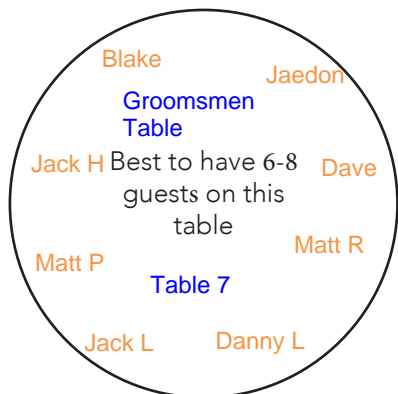 Blake
Jaedon
Groomsmen
Table
Jack H
Best to have 6-8
guests on this
table
Dave
Matt R
Matt P
Table 7
Jack L
Danny L